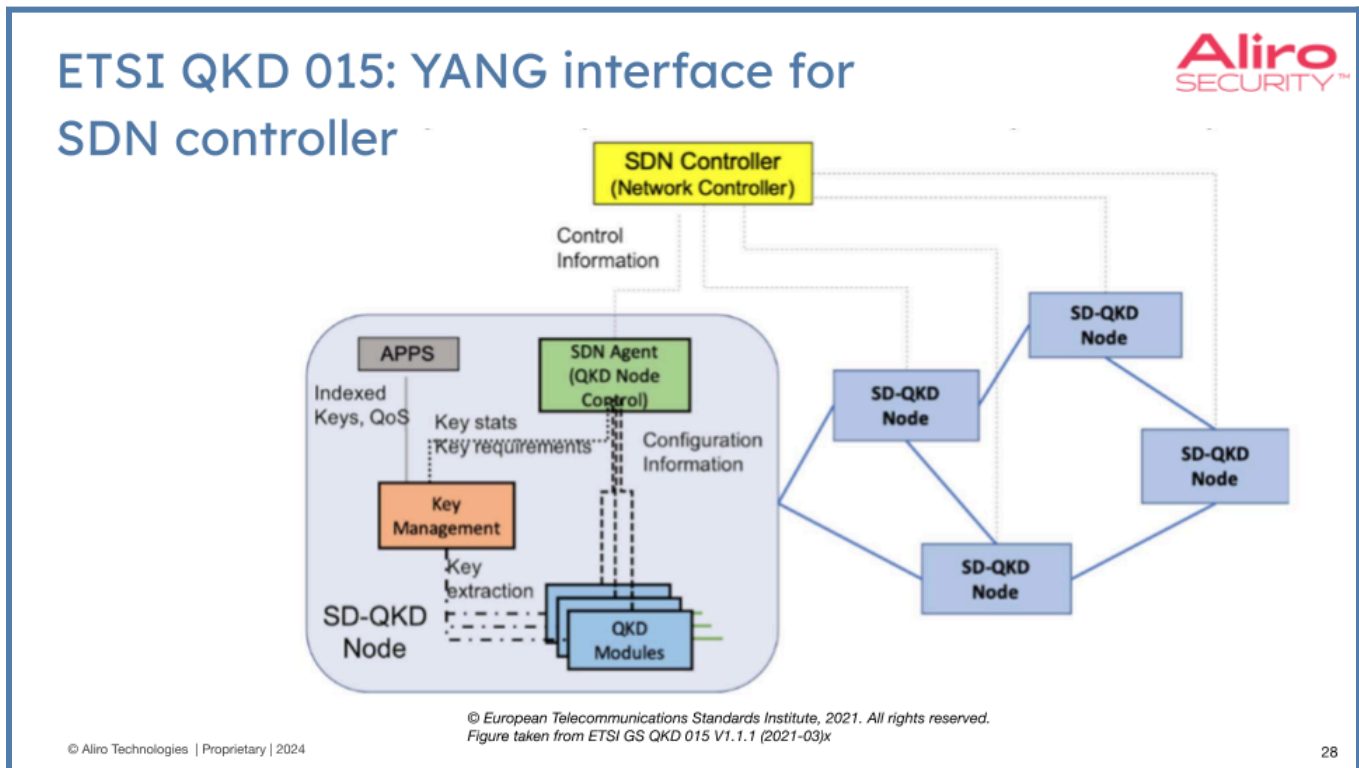 ETSI QKD 015: YANG interface for
SDN controller
Aliro
SECURITY™
SDN Controller
(Network Controller)
Control
Information
APPS
SDN Agent
(QKD Node
Control)
Indexed
Keys, QoS
Key stats
Key requirements
Configuration
Information
Key
Management
Key
extraction
SD-QKD
Node
QKD
Modules
SD-QKD
Node
SD-QKD
Node
SD-QKD
Node
SD-QKD
Node
© European Telecommunications Standards Institute, 2021. All rights reserved.
Figure taken from ETSI GS QKD 015 V1.1.1 (2021-03)x
© Aliro Technologies | Proprietary | 2024
28